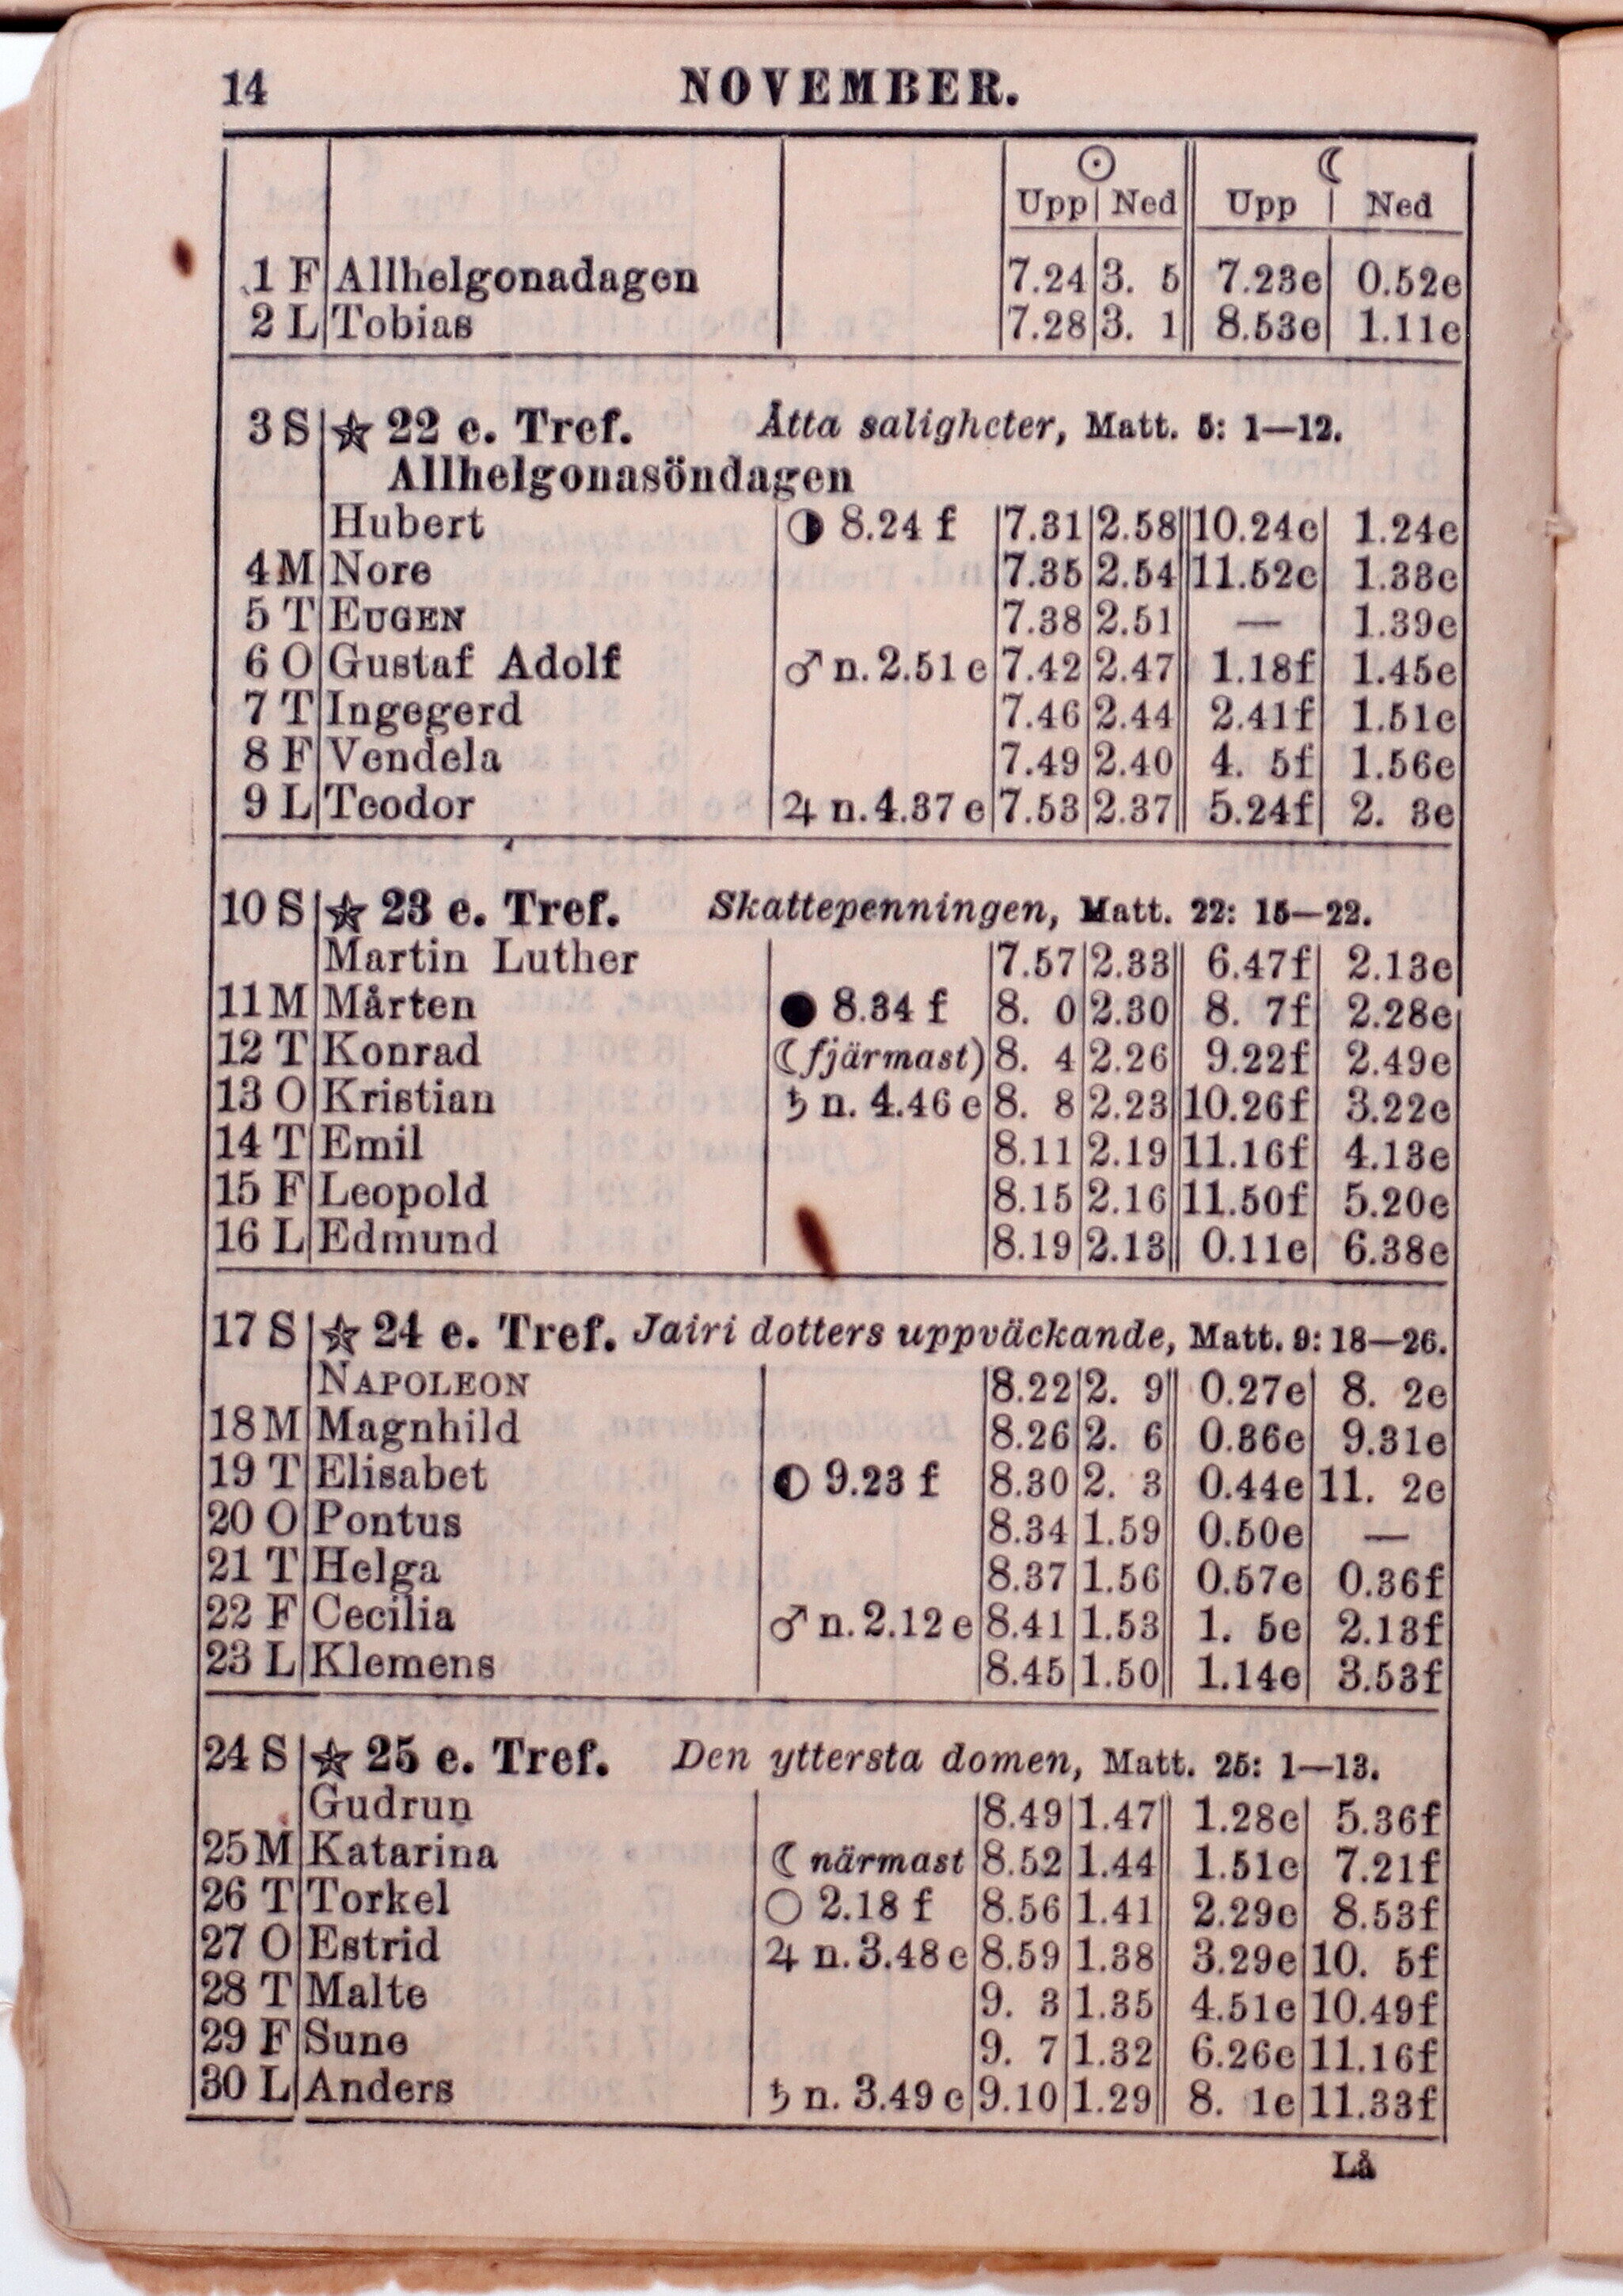 14 NOVEMBER.
☉ ☾
Upp Ned Upp Ned
1 F Allhelgonadagen 7.24 3. 5 7.23e 0.52e
2 L Tobias 7.28 3. 1 8.53e 1.11e
3 S ☆ 22 e. Tref. Åtta saligheter, Matt. 5: 1—12.
Allhelgonasöndagen
Hubert ◑ 8.24 f 7.31 2.58 10.24e 1.24e
4 M Nore 7.35 2.54 11.52e 1.33e
5 T EUGEN 7.38 2.51 — 1.39e
6 O Gustaf Adolf ♂ n. 2.51 e 7.42 2.47 1.18f 1.45e
7 T Ingegerd 7.46 2.44 2.41f 1.51e
8 F Vendela 7.49 2.40 4. 5f 1.56e
9 L Teodor ♃ n. 4.37 e 7.53 2.37 5.24f 2. 3e
10 S ☆ 23 e. Tref. Skattepenningen, Matt. 22: 15—22.
Martin Luther 7.57 2.33 6.47f 2.13e
11 M Mårten ● 8.34 f 8. 0 2.30 8. 7f 2.28e
12 T Konrad ☾ fjärmast) 8. 4 2.26 9.22f 2.49e
13 O Kristian ♄ n. 4.46 e 8. 8 2.23 10.26f 3.22e
14 T Emil 8.11 2.19 11.16f 4.13e
15 F Leopold 8.15 2.16 11.50f 5.20e
16 L Edmund 8.19 2.13 0.11e 6.38e
17 S ☆ 24 e. Tref. Jairi dotters uppväckande, Matt. 9: 18—26.
NAPOLEON 8.22 2. 9 0.27e 8. 2e
18 M Magnhild 8.26 2. 6 0.36e 9.31e
19 T Elisabet ◐ 9.23 f 8.30 2. 3 0.44e 11. 2e
20 O Pontus 8.34 1.59 0.50e —
21 T Helga 8.37 1.56 0.57e 0.36f
22 F Cecilia ♂ n. 2.12 e 8.41 1.53 1. 5e 2.13f
23 L Klemens 8.45 1.50 1.14e 3.53f
24 S ☆ 25 e. Tref. Den yttersta domen, Matt. 25: 1—13.
Gudrun 8.49 1.47 1.28e 5.36f
25 M Katarina ☾ närmast 8.52 1.44 1.51e 7.21f
26 T Torkel ○ 2.18 f 8.56 1.41 2.29e 8.53f
27 O Estrid ♃ n. 3.48 e 8.59 1.38 3.29e 10. 5f
28 T Malte 9. 3 1.35 4.51e 10.49f
29 F Sune 9. 7 1.32 6.26e 11.16f
30 L Anders ♄ n. 3.49 e 9.10 1.29 8. 1e 11.33f
Lå